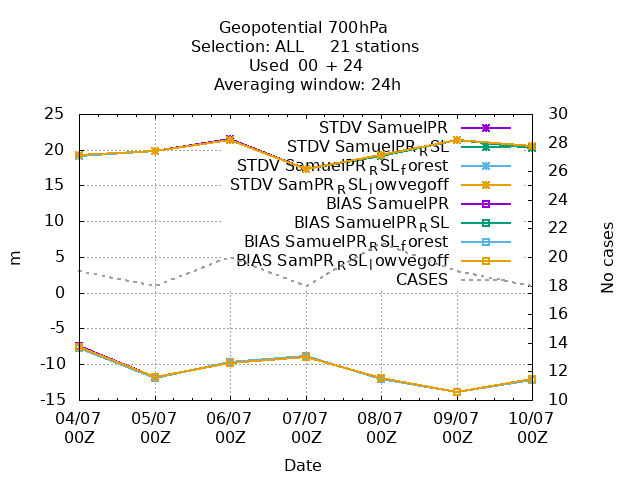 Geopotential 700hPa
Selection: ALL 21 stations
Used 00 + 24
Averaging window: 24h
25 30
20 28
15 26
10 24
5 22
0 20
-5 18
-10 16
-15 14
12
10
m
No cases
STDV SamuelPR
STDV SamuelPR_RSL
STDV SamuelPR_RSL_forest
STDV SamPR_RSL_lowvegoff
BIAS SamuelPR
BIAS SamuelPR_RSL
BIAS SamuelPR_RSL_forest
BIAS SamPR_RSL_lowvegoff
CASES
04/07 05/07 06/07 07/07 08/07 09/07 10/07
00Z 00Z 00Z 00Z 00Z 00Z 00Z
Date